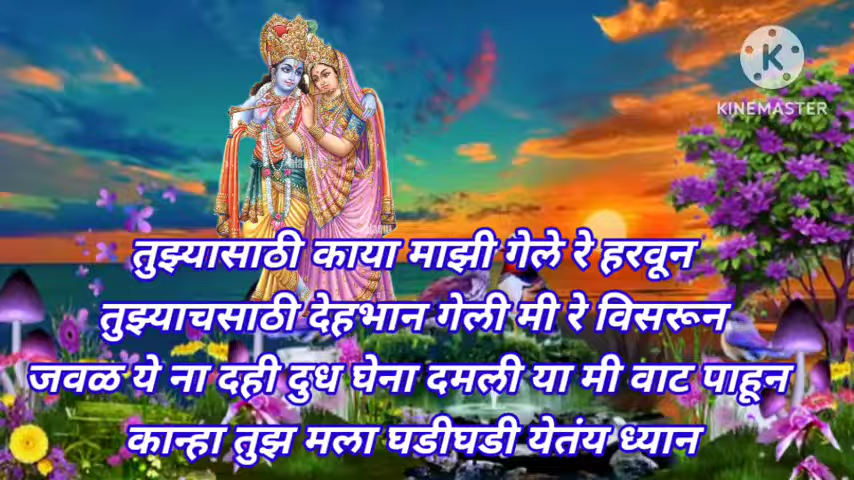 KINEMASTER
तुझ्यासाठी काया माझी गेले रे हरवून
तुझ्याचसाठी देहभान गेली मी रे विसरून
जवळ ये ना दही दुध घेना दमली या मी वाट पाहून
कान्हा तुझ मला घडीघडी येतंय ध्यान